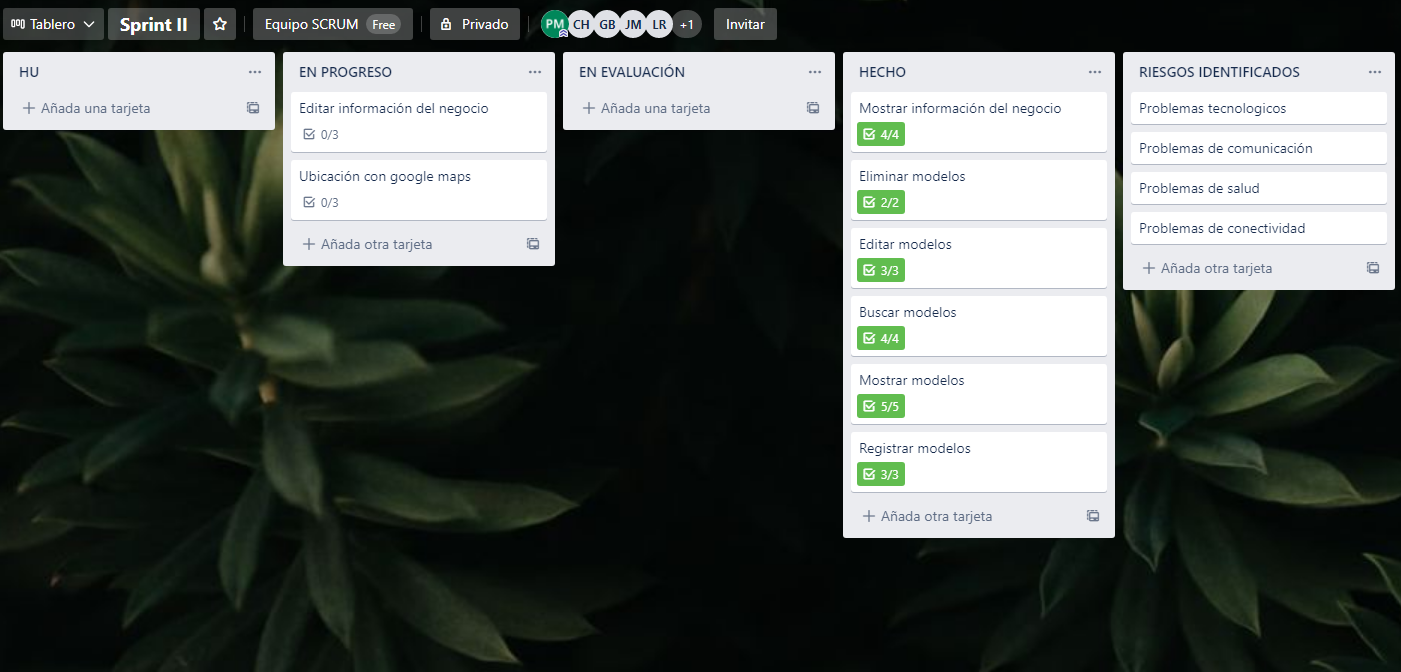 Tablero
Sprint II
Equipo SCRUM Free
Privado
PM CH GB JM LR +1
Invitar
HU
Añada una tarjeta
EN PROGRESO
Editar información del negocio
0/3
Ubicación con google maps
0/3
Añada otra tarjeta
EN EVALUACIÓN
Añada una tarjeta
HECHO
Mostrar información del negocio
4/4
Eliminar modelos
2/2
Editar modelos
3/3
Buscar modelos
4/4
Mostrar modelos
5/5
Registrar modelos
3/3
Añada otra tarjeta
RIESGOS IDENTIFICADOS
Problemas tecnologicos
Problemas de comunicación
Problemas de salud
Problemas de conectividad
Añada otra tarjeta